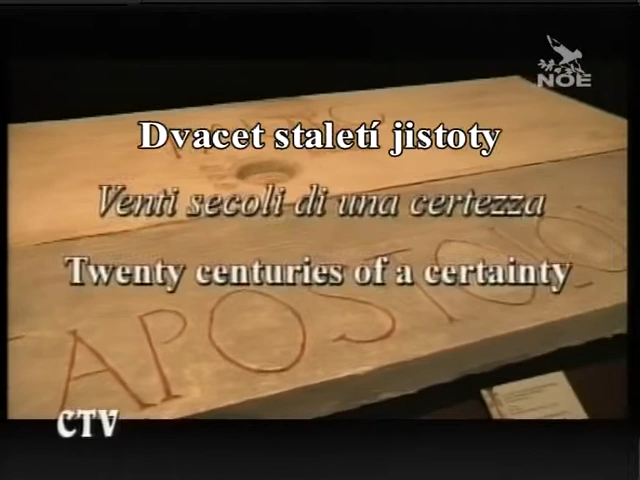 NOE
Dvacet staletí jistoty
Venti secoli di una certezza
Twenty centuries of a certainty
APOSTOLO
CTV